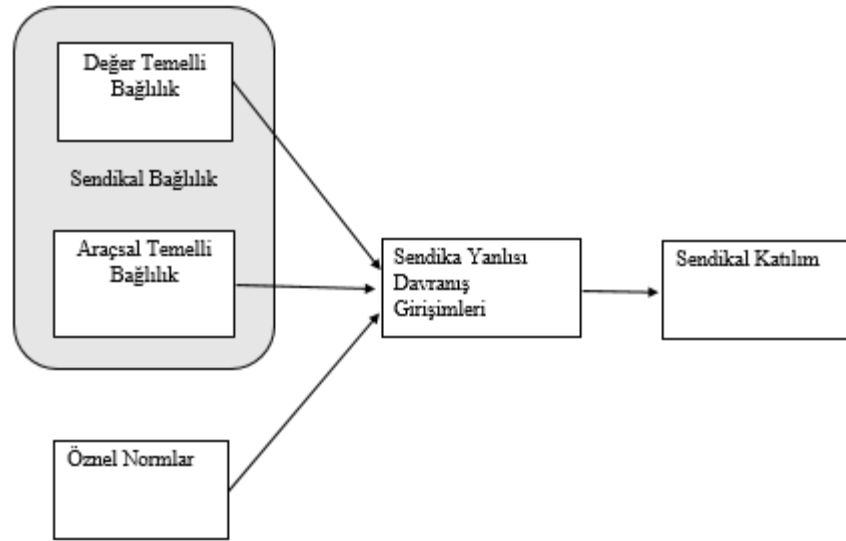 Değer Temelli
Bağlılık
Sendikal Bağlılık
Araçsal Temelli
Bağlılık
Sendika Yanlısı
Davranış
Girişimleri
Sendikal Katılım
Öznel Normlar